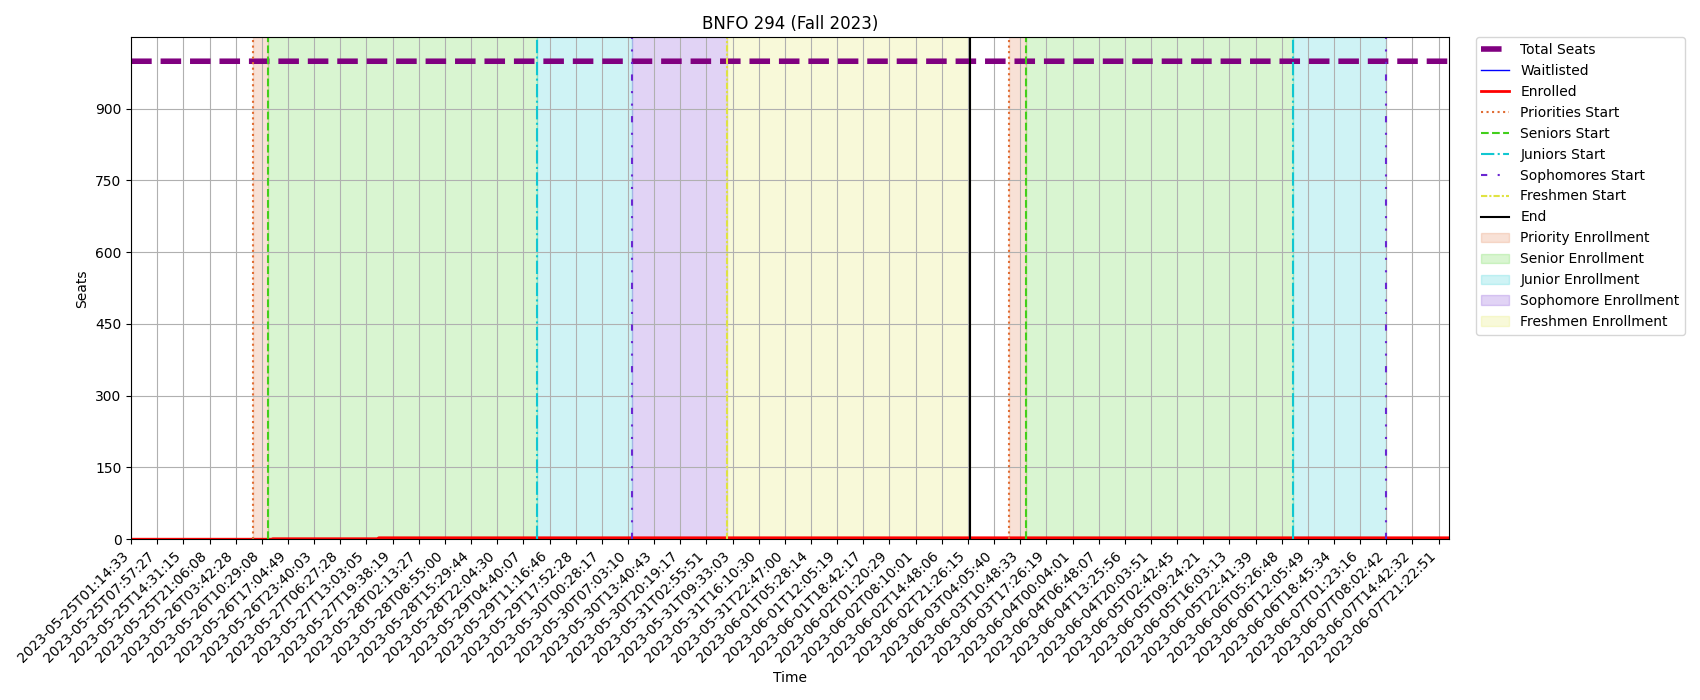 BNFO 294 (Fall 2023)
Total Seats
Waitlisted
Enrolled
Priorities Start
Seniors Start
Juniors Start
Sophomores Start
Freshmen Start
End
Priority Enrollment
Senior Enrollment
Junior Enrollment
Sophomore Enrollment
Freshmen Enrollment
Seats
900
750
600
450
300
150
0
2023-05-25T01:14:33
2023-05-25T07:57:27
2023-05-25T14:31:15
2023-05-25T21:06:08
2023-05-26T03:42:28
2023-05-26T10:29:08
2023-05-26T17:04:49
2023-05-26T23:40:03
2023-05-27T06:27:28
2023-05-27T13:03:05
2023-05-27T19:38:19
2023-05-28T02:13:27
2023-05-28T08:55:00
2023-05-28T15:29:44
2023-05-28T22:04:30
2023-05-29T04:40:07
2023-05-29T11:16:46
2023-05-29T17:52:28
2023-05-30T00:28:17
2023-05-30T07:03:10
2023-05-30T13:40:43
2023-05-30T20:19:17
2023-05-31T02:55:51
2023-05-31T09:33:03
2023-05-31T16:10:30
2023-05-31T22:47:00
2023-06-01T05:28:14
2023-06-01T12:05:19
2023-06-01T18:42:17
2023-06-02T01:20:29
2023-06-02T08:10:01
2023-06-02T14:48:06
2023-06-02T21:26:15
2023-06-03T04:05:40
2023-06-03T10:48:33
2023-06-03T17:26:19
2023-06-04T00:04:01
2023-06-04T06:48:07
2023-06-04T13:25:56
2023-06-04T20:03:51
2023-06-05T02:42:45
2023-06-05T09:24:21
2023-06-05T16:03:13
2023-06-05T22:41:39
2023-06-06T05:26:48
2023-06-06T12:05:49
2023-06-06T18:45:34
2023-06-07T01:23:16
2023-06-07T08:02:42
2023-06-07T14:42:32
2023-06-07T21:22:51
Time